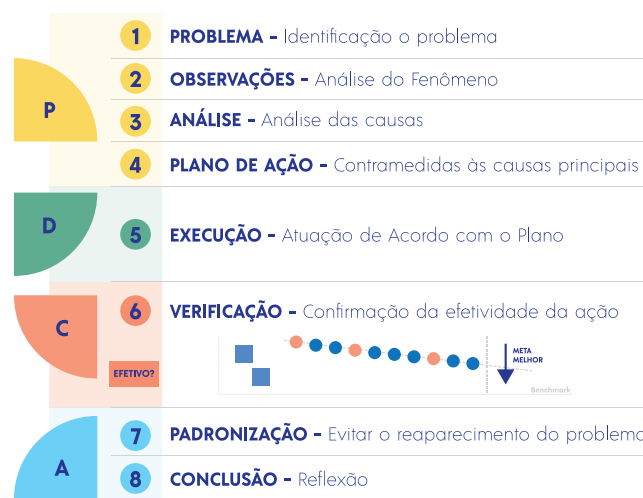 P
1 PROBLEMA - Identificação o problema
2 OBSERVAÇÕES - Análise do Fenômeno
3 ANÁLISE - Análise das causas
4 PLANO DE AÇÃO - Contramedidas às causas principais
D
5 EXECUÇÃO - Atuação de Acordo com o Plano
C
6 VERIFICAÇÃO - Confirmação da efetividade da ação
EFETIVO?
META
MELHOR
Benchmark
A
7 PADRONIZAÇÃO - Evitar o reaparecimento do problema
8 CONCLUSÃO - Reflexão